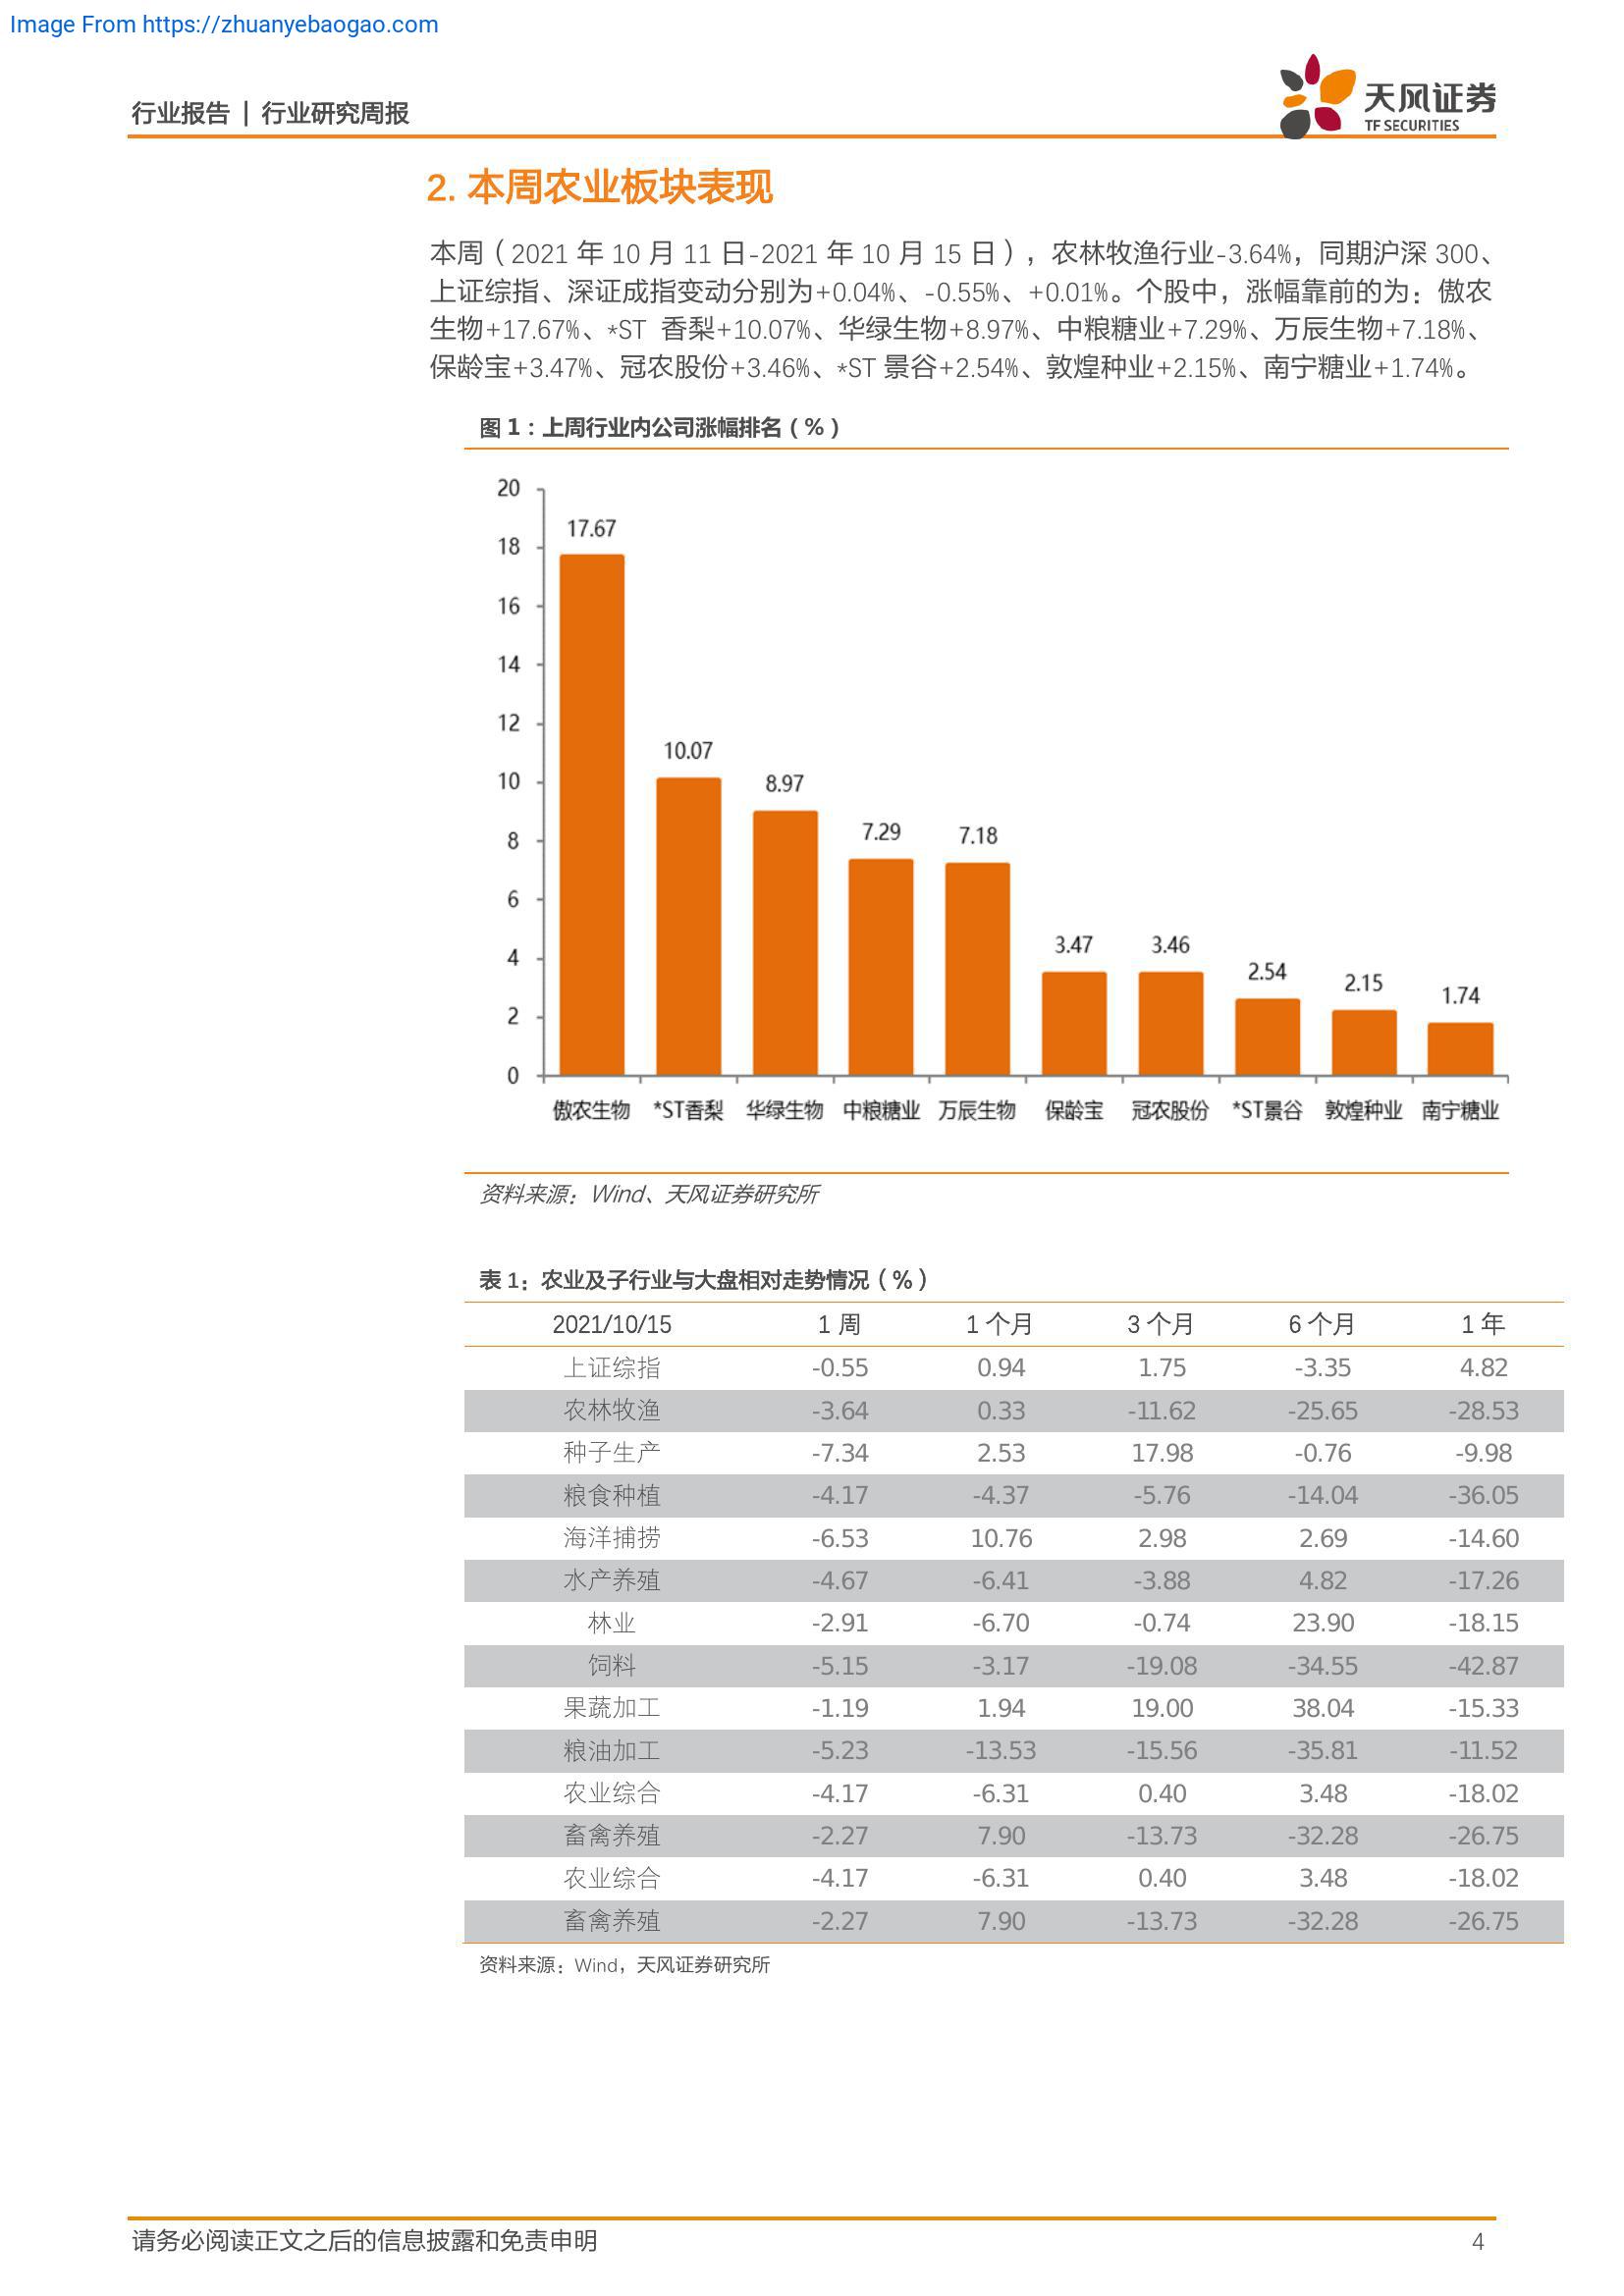 Image From https://zhuanyebaogao.com
行业报告 | 行业研究周报
天风证券
TF SECURITIES
2. 本周农业板块表现
本周（2021 年 10 月 11 日-2021 年 10 月 15 日），农林牧渔行业-3.64%，同期沪深 300、
上证综指、深证成指变动分别为+0.04%、-0.55%、+0.01%。个股中，涨幅靠前的为：傲农
生物+17.67%、*ST 香梨+10.07%、华绿生物+8.97%、中粮糖业+7.29%、万辰生物+7.18%、
保龄宝+3.47%、冠农股份+3.46%、*ST 景谷+2.54%、敦煌种业+2.15%、南宁糖业+1.74%。
图 1：上周行业内公司涨幅排名（%）
20
18
16
14
12
10
8
6
4
2
0
17.67
10.07
8.97
7.29
7.18
3.47
3.46
2.54
2.15
1.74
傲农生物 *ST香梨 华绿生物 中粮糖业 万辰生物 保龄宝 冠农股份 *ST景谷 敦煌种业 南宁糖业
资料来源：Wind、天风证券研究所
表 1：农业及子行业与大盘相对走势情况（%）
2021/10/15 1 周 1 个月 3 个月 6 个月 1 年
上证综指 -0.55 0.94 1.75 -3.35 4.82
农林牧渔 -3.64 0.33 -11.62 -25.65 -28.53
种子生产 -7.34 2.53 17.98 -0.76 -9.98
粮食种植 -4.17 -4.37 -5.76 -14.04 -36.05
海洋捕捞 -6.53 10.76 2.98 2.69 -14.60
水产养殖 -4.67 -6.41 -3.88 4.82 -17.26
林业 -2.91 -6.70 -0.74 23.90 -18.15
饲料 -5.15 -3.17 -19.08 -34.55 -42.87
果蔬加工 -1.19 1.94 19.00 38.04 -15.33
粮油加工 -5.23 -13.53 -15.56 -35.81 -11.52
农业综合 -4.17 -6.31 0.40 3.48 -18.02
畜禽养殖 -2.27 7.90 -13.73 -32.28 -26.75
农业综合 -4.17 -6.31 0.40 3.48 -18.02
畜禽养殖 -2.27 7.90 -13.73 -32.28 -26.75
资料来源：Wind，天风证券研究所
请务必阅读正文之后的信息披露和免责申明 4